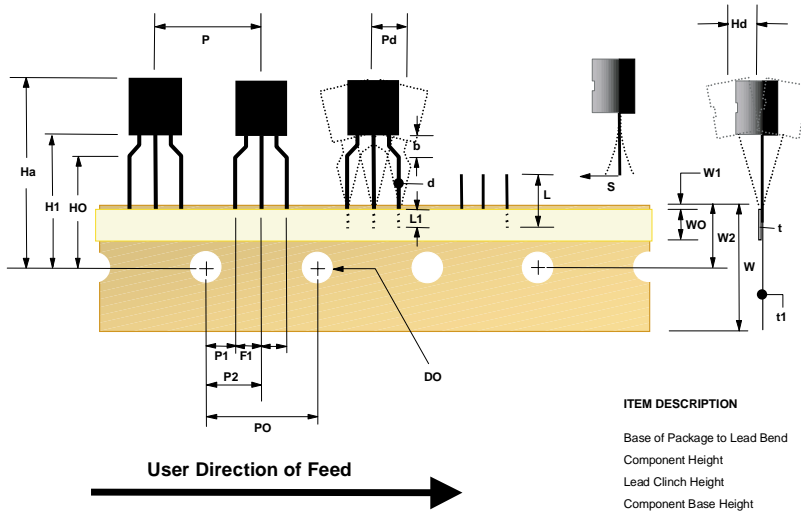 P
Pd
Hd
Ha
H1
HO
b
d
L1
L
S
W1
WO
W2
t
W
t1
P1
F1
P2
DO
PO
ITEM DESCRIPTION
Base of Package to Lead Bend
Component Height
Lead Clinch Height
Component Base Height
User Direction of Feed